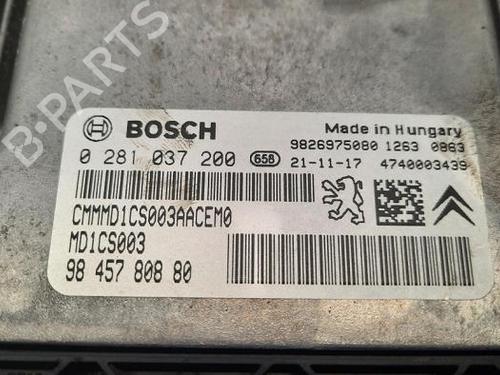 B-PARTS
BOSCH
Made in Hungary
9826975080 1263 0863
0 281 037 200 658 21-11-17 4740003439
CMMMD1CS003AACEM0
MD1CS003
98 457 808 80